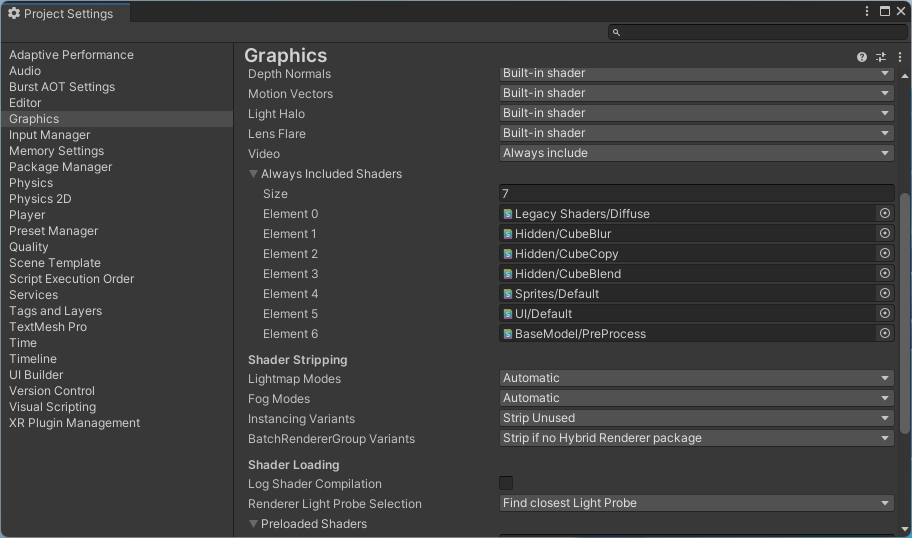 Project Settings
Adaptive Performance
Audio
Burst AOT Settings
Editor
Graphics
Input Manager
Memory Settings
Package Manager
Physics
Physics 2D
Player
Preset Manager
Quality
Scene Template
Script Execution Order
Services
Tags and Layers
TextMesh Pro
Time
Timeline
UI Builder
Version Control
Visual Scripting
XR Plugin Management
Graphics
Depth Normals Built-in shader
Motion Vectors Built-in shader
Light Halo Built-in shader
Lens Flare Built-in shader
Video Always include
Always Included Shaders
Size 7
Element 0 Legacy Shaders/Diffuse
Element 1 Hidden/CubeBlur
Element 2 Hidden/CubeCopy
Element 3 Hidden/CubeBlend
Element 4 Sprites/Default
Element 5 UI/Default
Element 6 BaseModel/PreProcess
Shader Stripping
Lightmap Modes Automatic
Fog Modes Automatic
Instancing Variants Strip Unused
BatchRendererGroup Variants Strip if no Hybrid Renderer package
Shader Loading
Log Shader Compilation
Renderer Light Probe Selection Find closest Light Probe
Preloaded Shaders